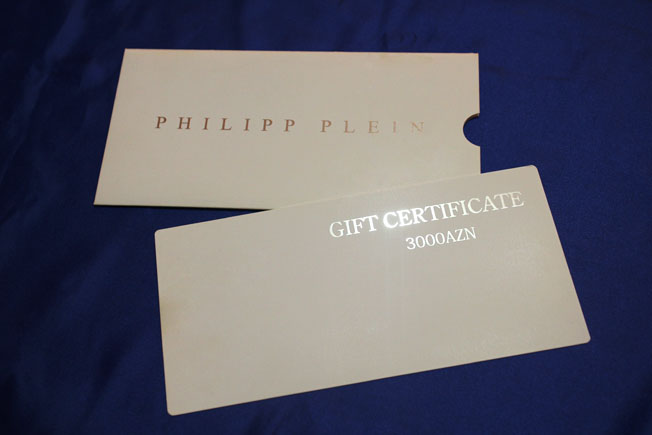 PHILIPP PLEIN
GIFT CERTIFICATE
3000AZN